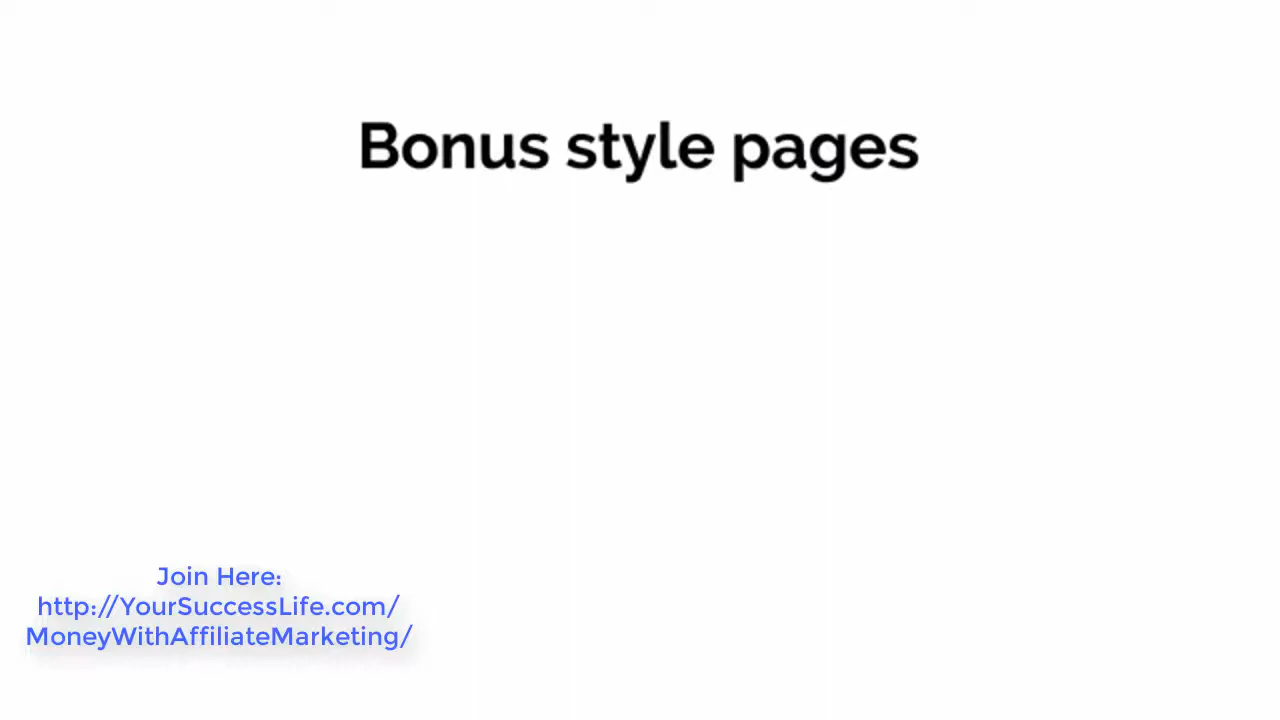 Bonus style pages
Join Here:
http://YourSuccessLife.com/
MoneyWithAffiliateMarketing/